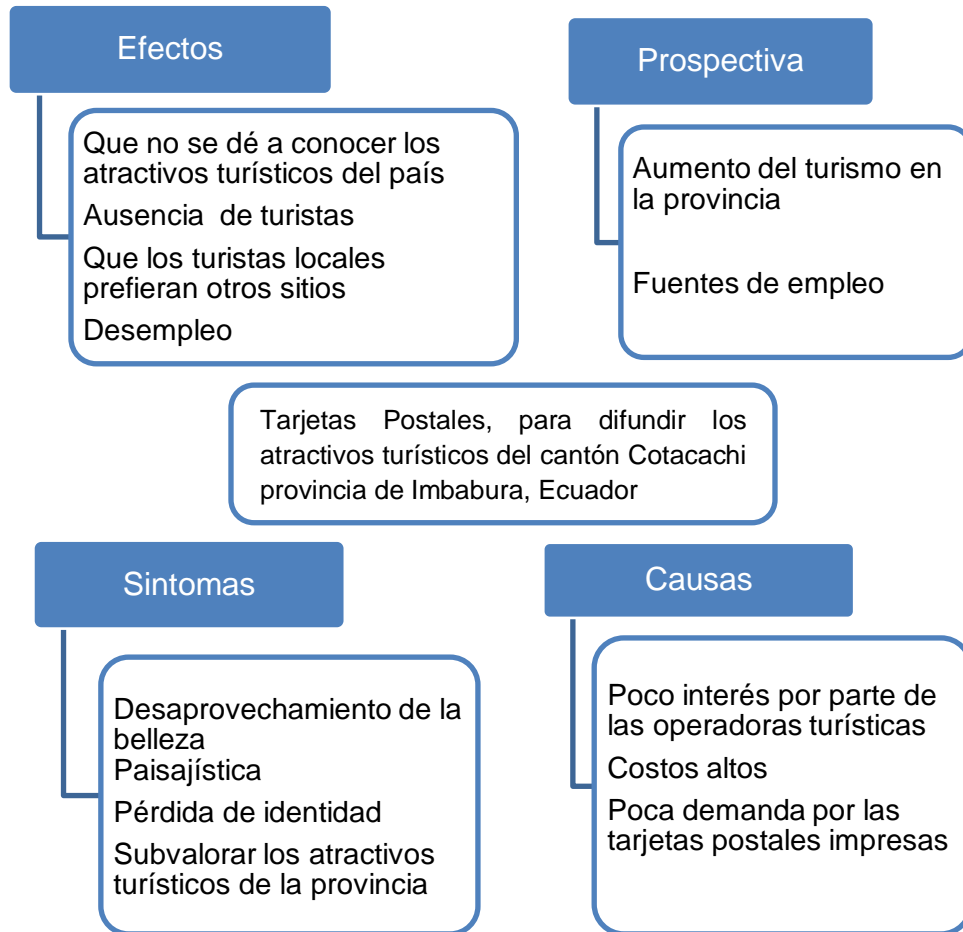 Efectos
Que no se dé a conocer los
atractivos turísticos del país
Ausencia de turistas
Que los turistas locales
prefieran otros sitios
Desempleo
Prospectiva
Aumento del turismo en
la provincia
Fuentes de empleo
Tarjetas Postales, para difundir los
atractivos turísticos del cantón Cotacachi
provincia de Imbabura, Ecuador
Sintomas
Desaprovechamiento de la
belleza
Paisajística
Pérdida de identidad
Subvalorar los atractivos
turísticos de la provincia
Causas
Poco interés por parte de
las operadoras turísticas
Costos altos
Poca demanda por las
tarjetas postales impresas